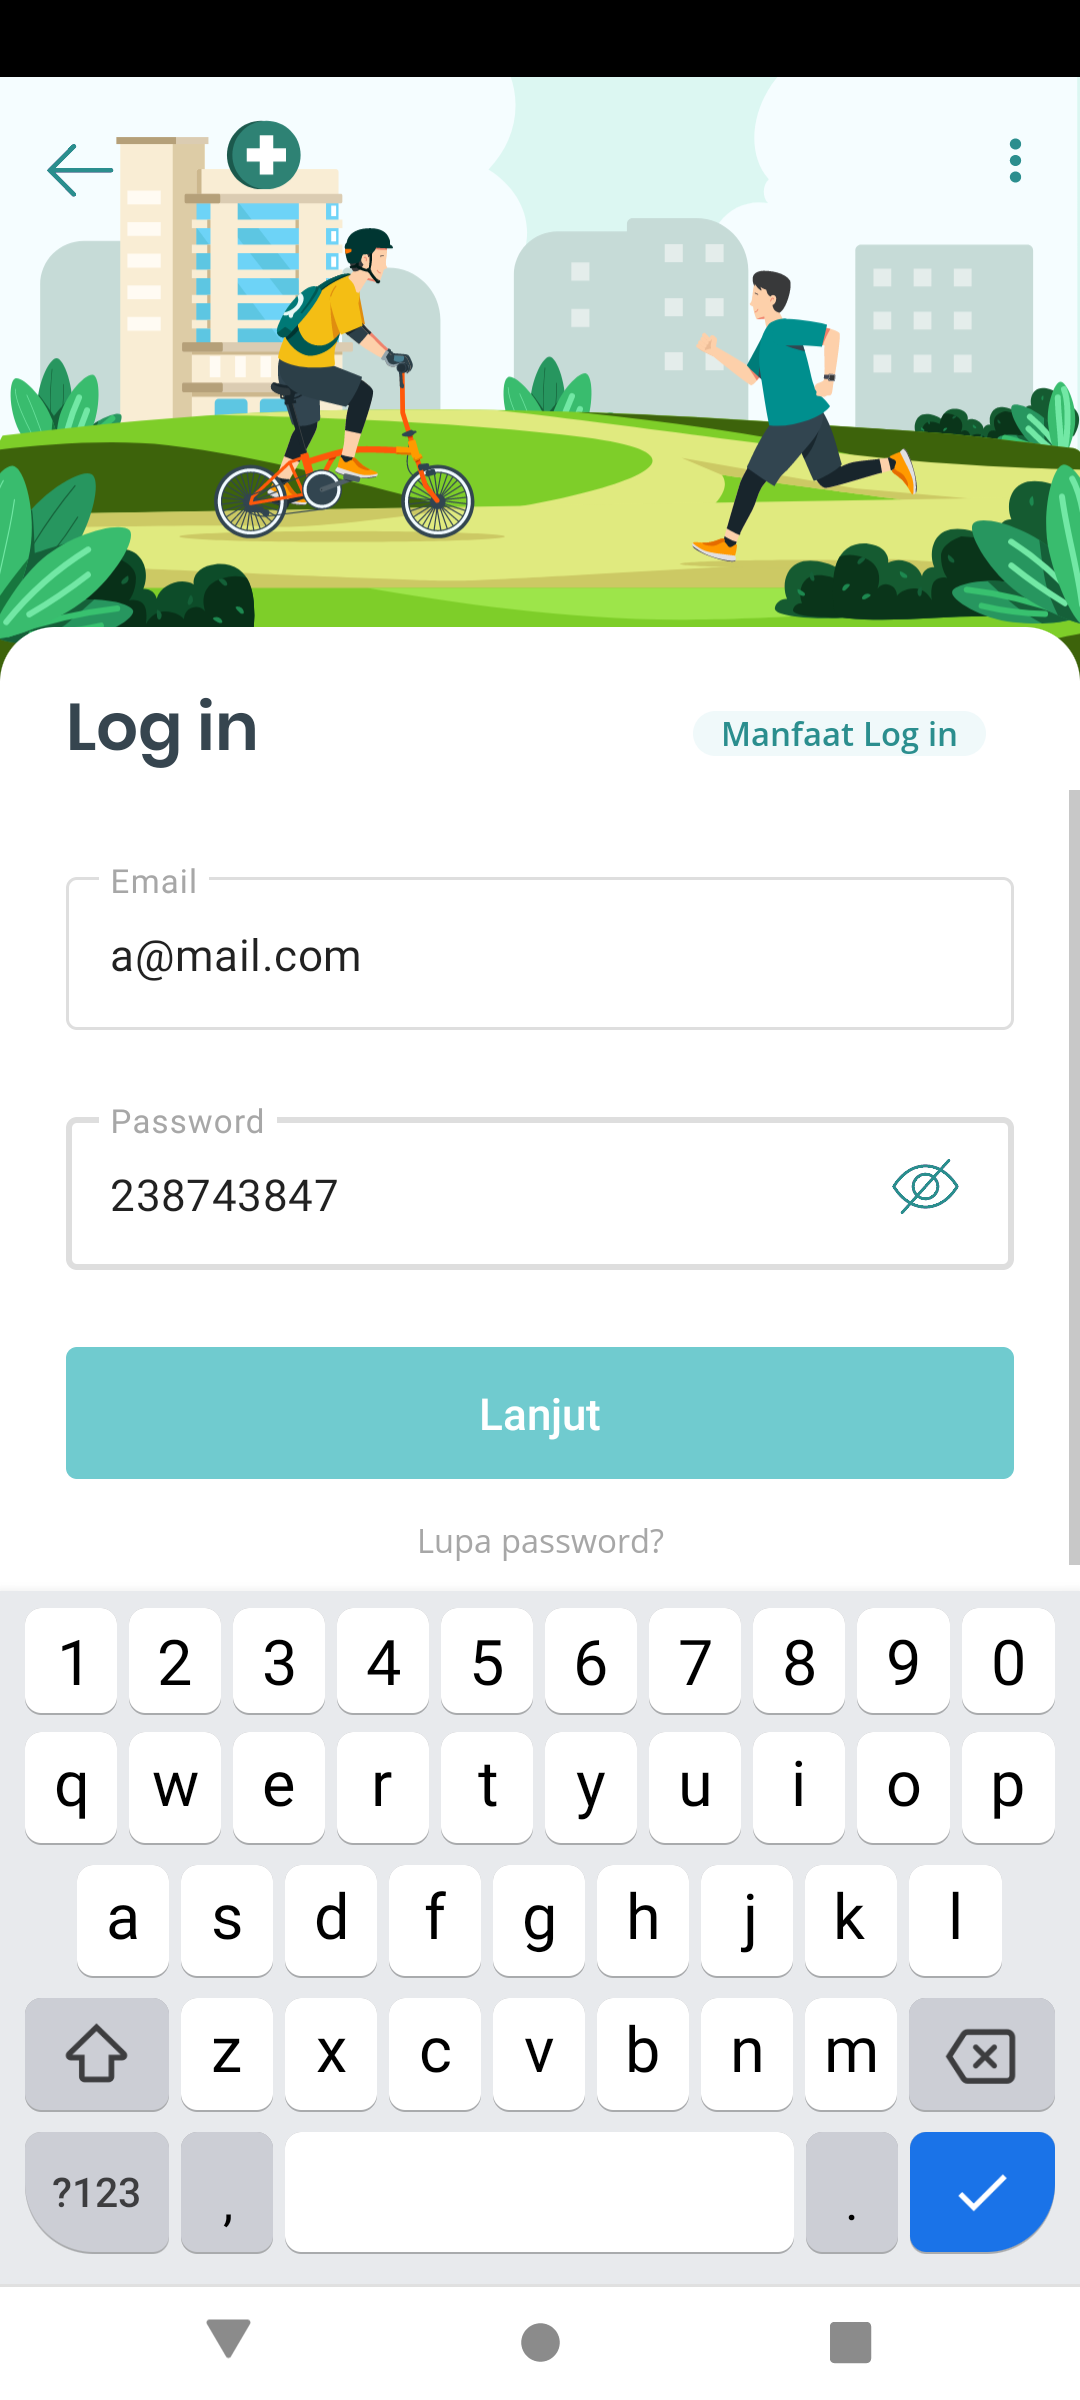 Log in
Manfaat Log in
Email
a@mail.com
Password
238743847
Lanjut
Lupa password?
1 2 3 4 5 6 7 8 9 0
q w e r t y u i o p
a s d f g h j k l
z x c v b n m
?123 , .